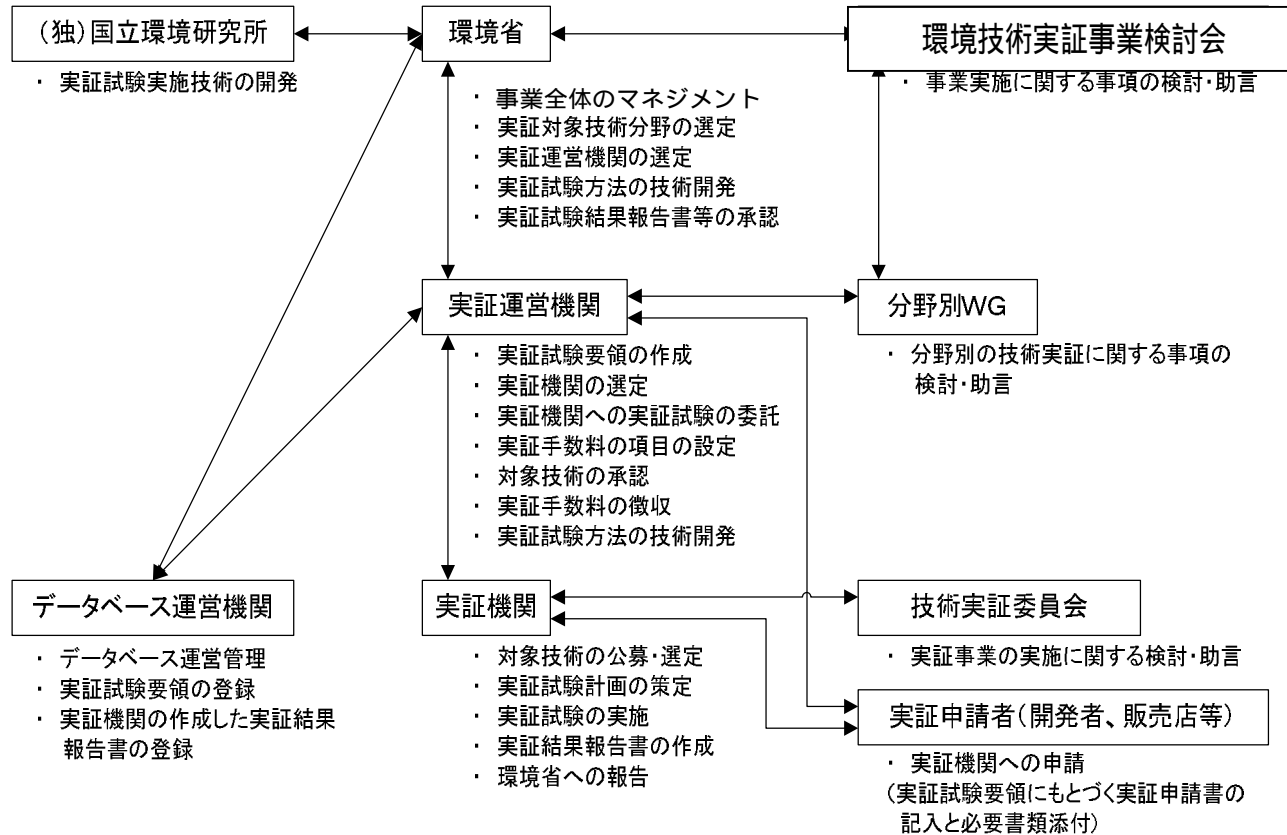 (独)国立環境研究所
・ 実証試験実施技術の開発
環境省
・ 事業全体のマネジメント
・ 実証対象技術分野の選定
・ 実証運営機関の選定
・ 実証試験方法の技術開発
・ 実証試験結果報告書等の承認
環境技術実証事業検討会
・ 事業実施に関する事項の検討・助言
実証運営機関
・ 実証試験要領の作成
・ 実証機関の選定
・ 実証機関への実証試験の委託
・ 実証手数料の項目の設定
・ 対象技術の承認
・ 実証手数料の徴収
・ 実証試験方法の技術開発
分野別WG
・ 分野別の技術実証に関する事項の
検討・助言
データベース運営機関
・ データベース運営管理
・ 実証試験要領の登録
・ 実証機関の作成した実証結果
報告書の登録
実証機関
・ 対象技術の公募・選定
・ 実証試験計画の策定
・ 実証試験の実施
・ 実証結果報告書の作成
・ 環境省への報告
技術実証委員会
・ 実証事業の実施に関する検討・助言
実証申請者(開発者、販売店等)
・ 実証機関への申請
(実証試験要領にもとづく実証申請書の
記入と必要書類添付)